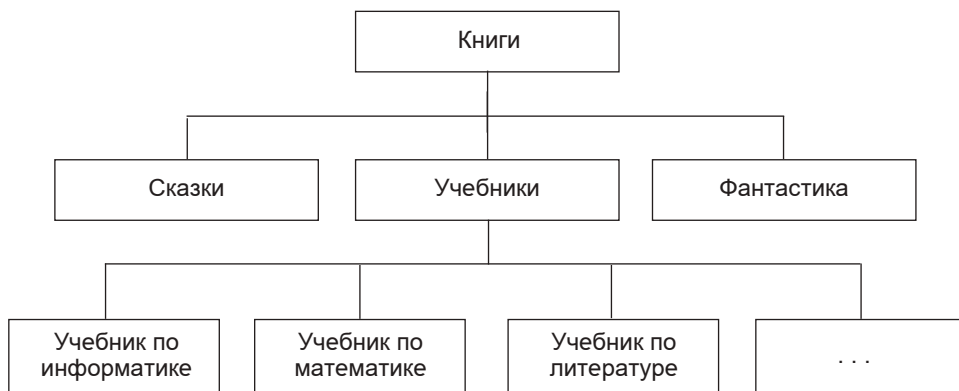 Книги
Сказки
Учебники
Фантастика
Учебник по
информатике
Учебник по
математике
Учебник по
литературе
. . .